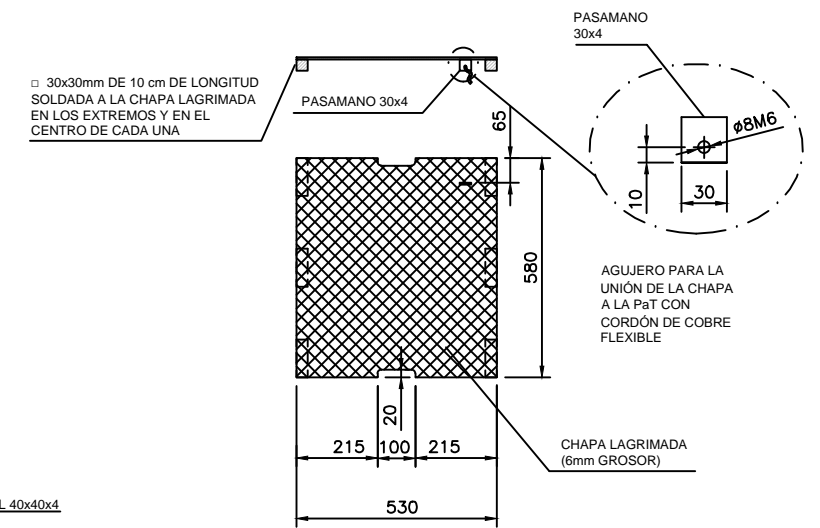 PASAMANO
30x4
□ 30x30mm DE 10 cm DE LONGITUD
SOLDADA A LA CHAPA LAGRIMADA
EN LOS EXTREMOS Y EN EL
CENTRO DE CADA UNA
PASAMANO 30x4
65
ø8M6
10
30
580
AGUJERO PARA LA
UNIÓN DE LA CHAPA
A LA PaT CON
CORDÓN DE COBRE
FLEXIBLE
20
215
100
215
CHAPA LAGRIMADA
(6mm GROSOR)
530
L 40x40x4